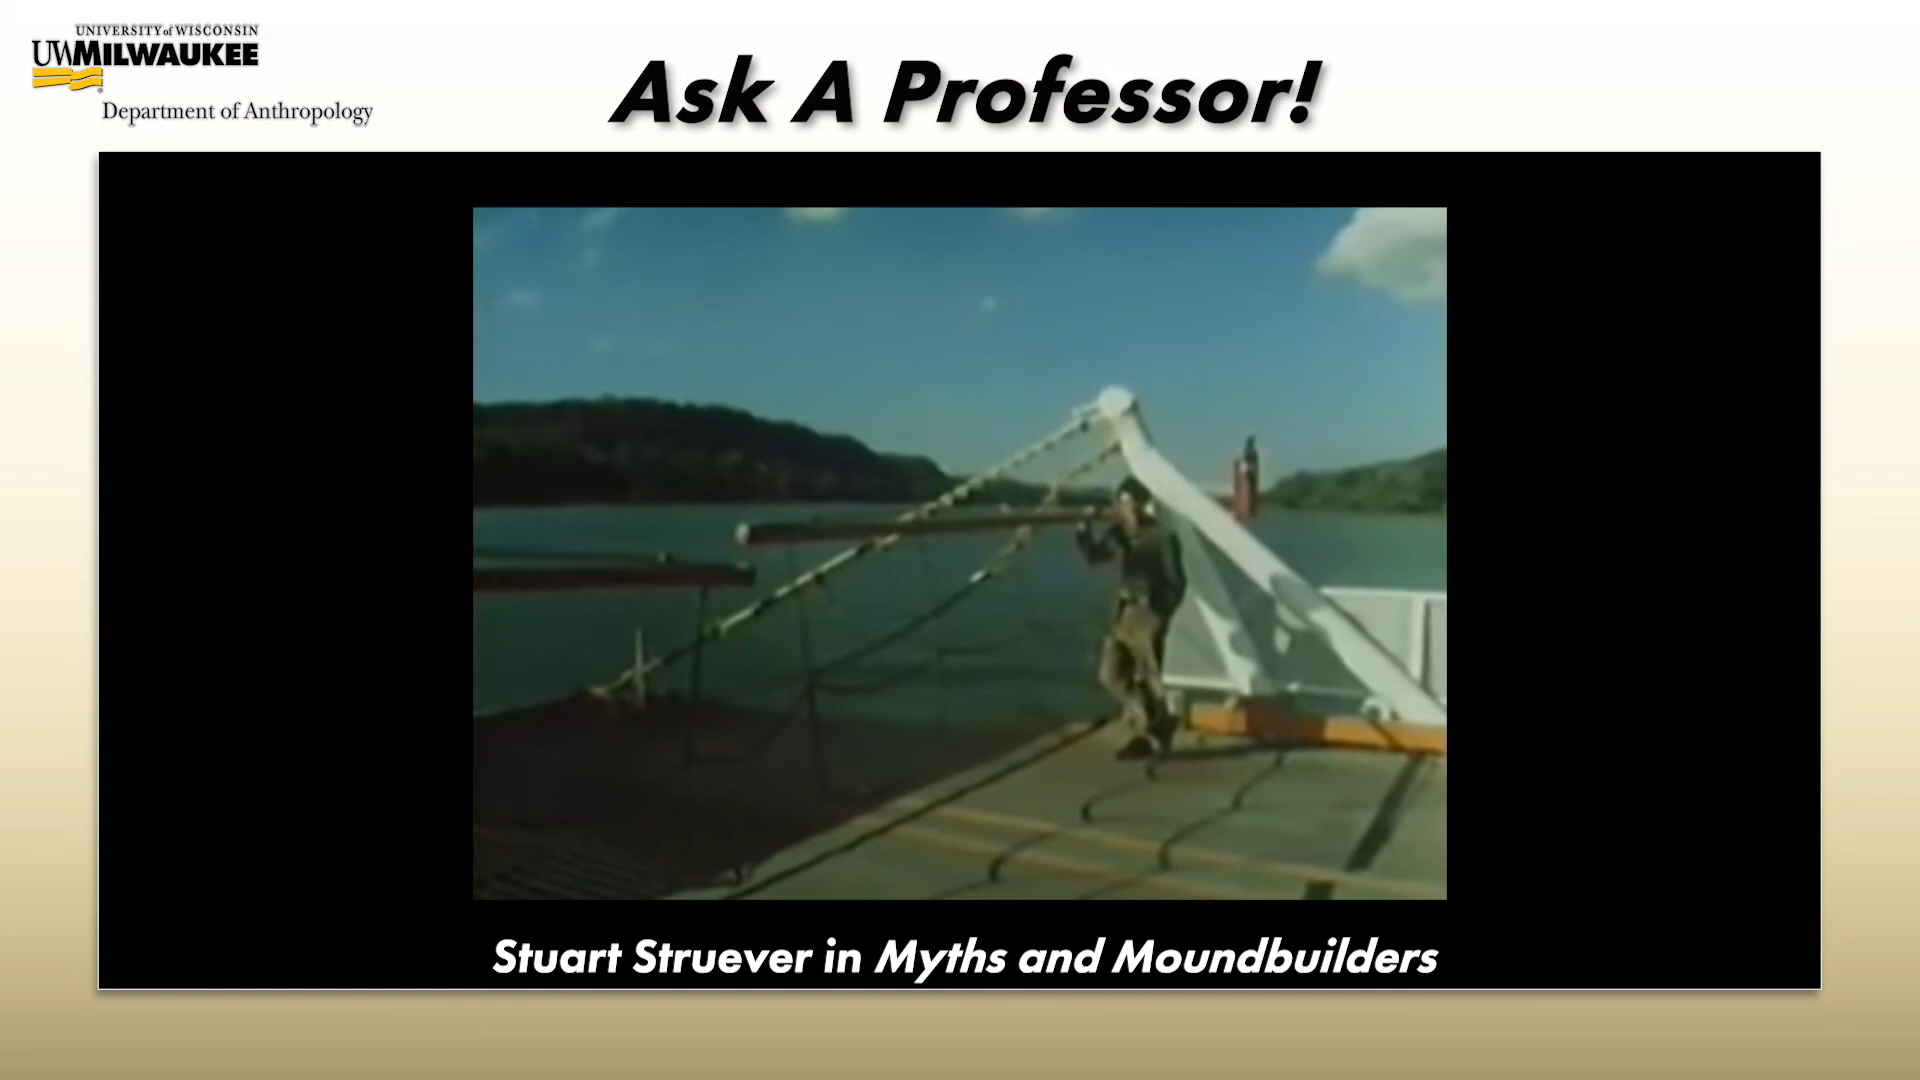 UNIVERSITY of WISCONSIN
UWMILWAUKEE
Department of Anthropology
Ask A Professor!
Stuart Struever in Myths and Moundbuilders